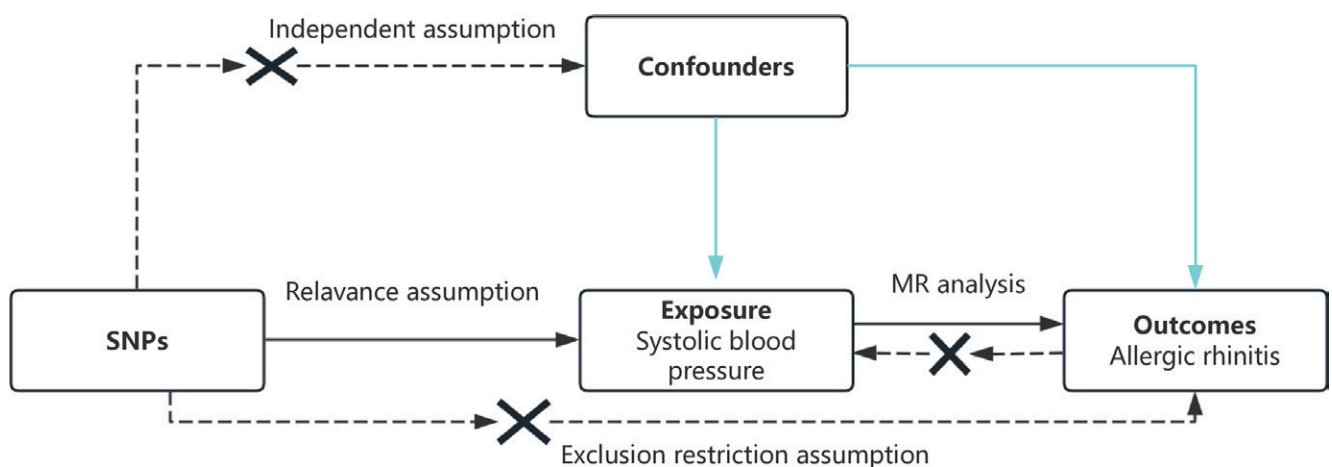 Independent assumption
Confounders
Relavance assumption
MR analysis
SNPs
Exposure
Systolic blood
pressure
Outcomes
Allergic rhinitis
Exclusion restriction assumption